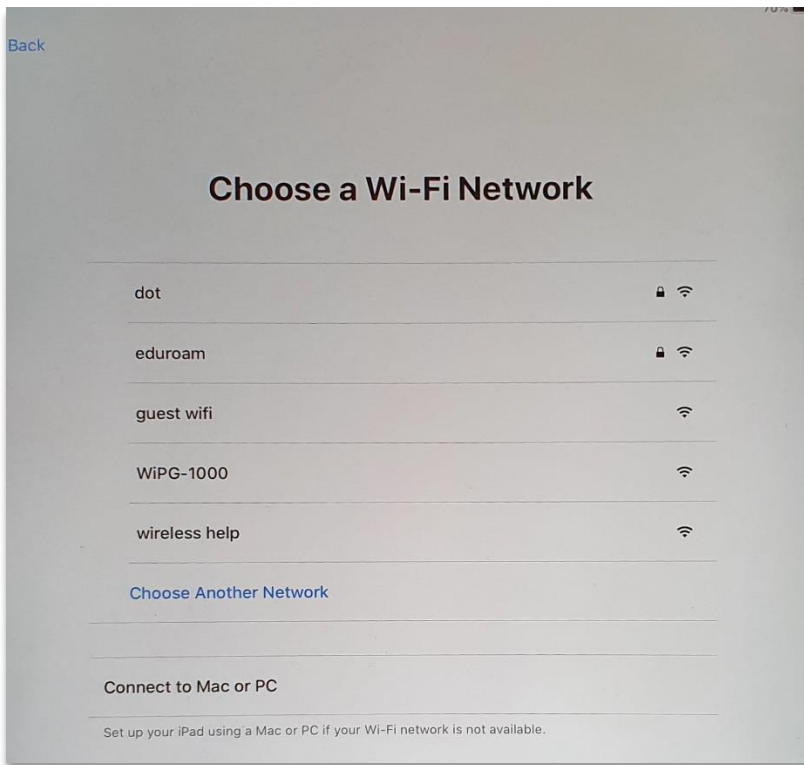 Back
Choose a Wi-Fi Network
dot
eduroam
guest wifi
WiPG-1000
wireless help
Choose Another Network
Connect to Mac or PC
Set up your iPad using a Mac or PC if your Wi-Fi network is not available.